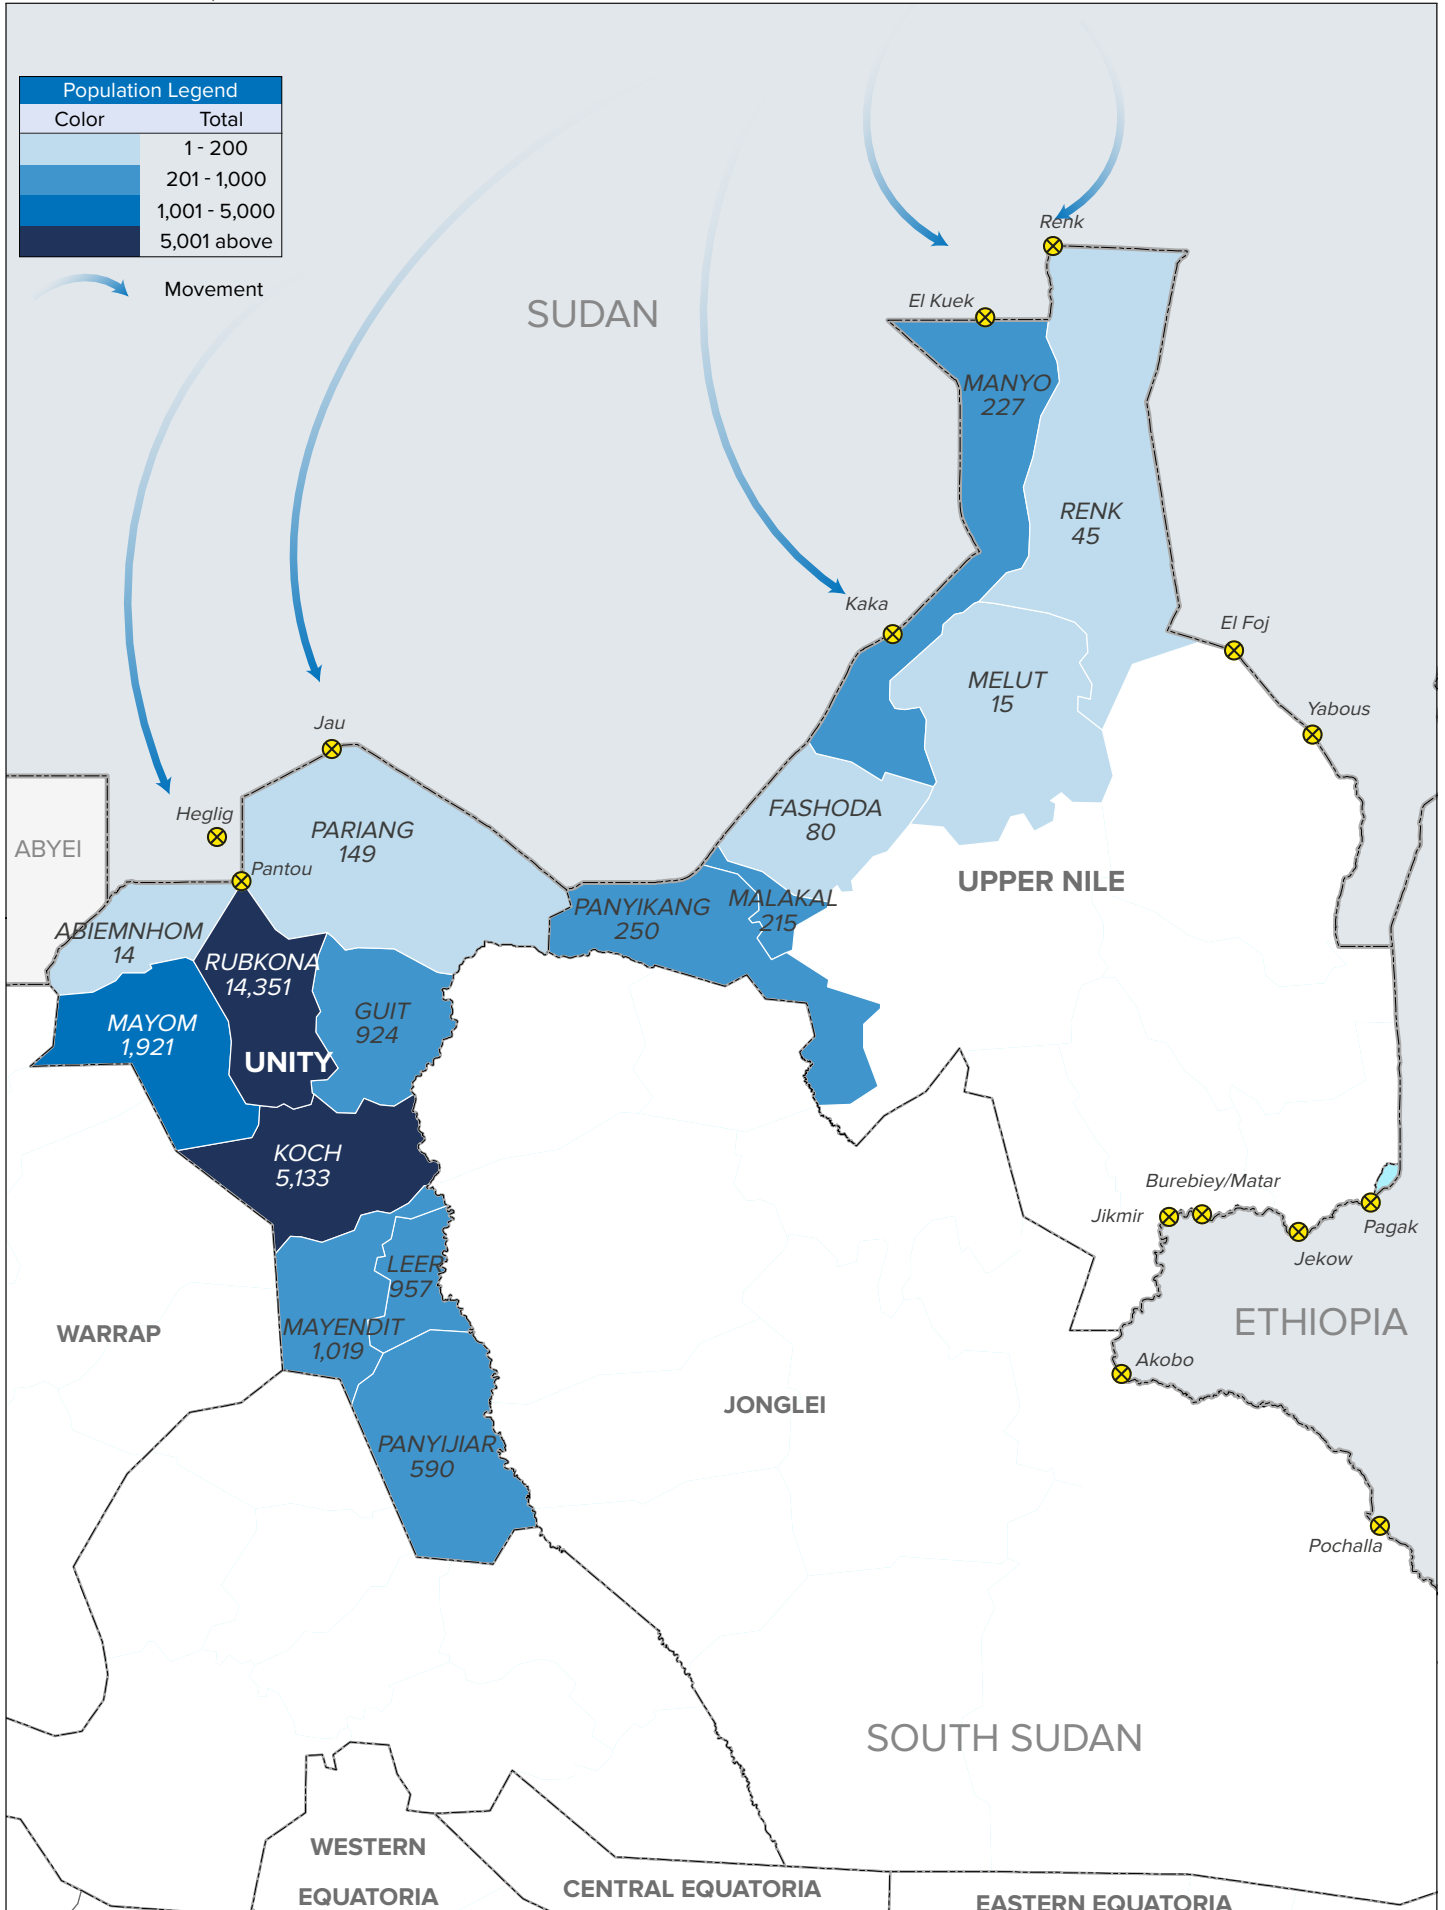 Population Legend
Color Total
1 - 200
201 - 1,000
1,001 - 5,000
5,001 above
Movement
SUDAN
Renk
El Kuek
MANYO
227
RENK
45
Kaka
El Foj
MELUT
15
Yabous
Jau
Heglig
FASHODA
80
PARIANG
149
ABYEI
Pantou
UPPER NILE
MALAKAL
215
PANYIKANG
250
ABIEMNHOM
14
RUBKONA
14,351
GUIT
924
MAYOM
1,921
UNITY
KOCH
5,133
Burebiey/Matar
Jikmir
Pagak
Jekow
LEER
957
ETHIOPIA
WARRAP
MAYENDIT
1,019
Akobo
JONGLEI
PANYIJIAR
590
Pochalla
SOUTH SUDAN
WESTERN
EQUATORIA
CENTRAL EQUATORIA
EASTERN EQUATORIA